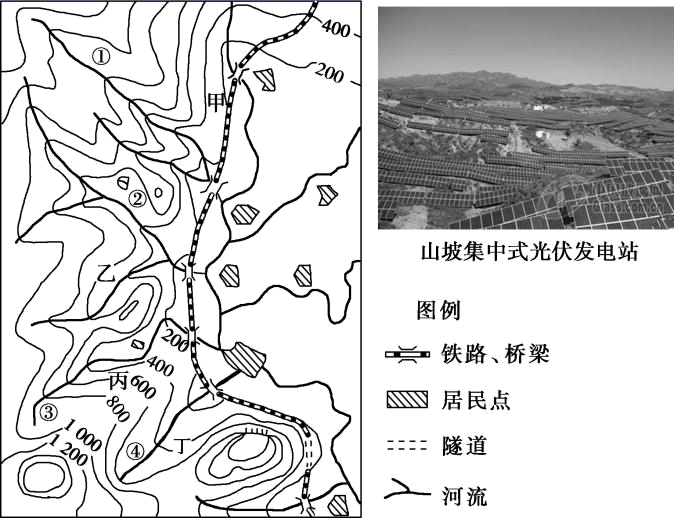 400
200
①
甲
②
乙
200
400
丙600
800
③
1 000
1 200
④
丁
山坡集中式光伏发电站
图例
铁路、桥梁
居民点
隧道
河流